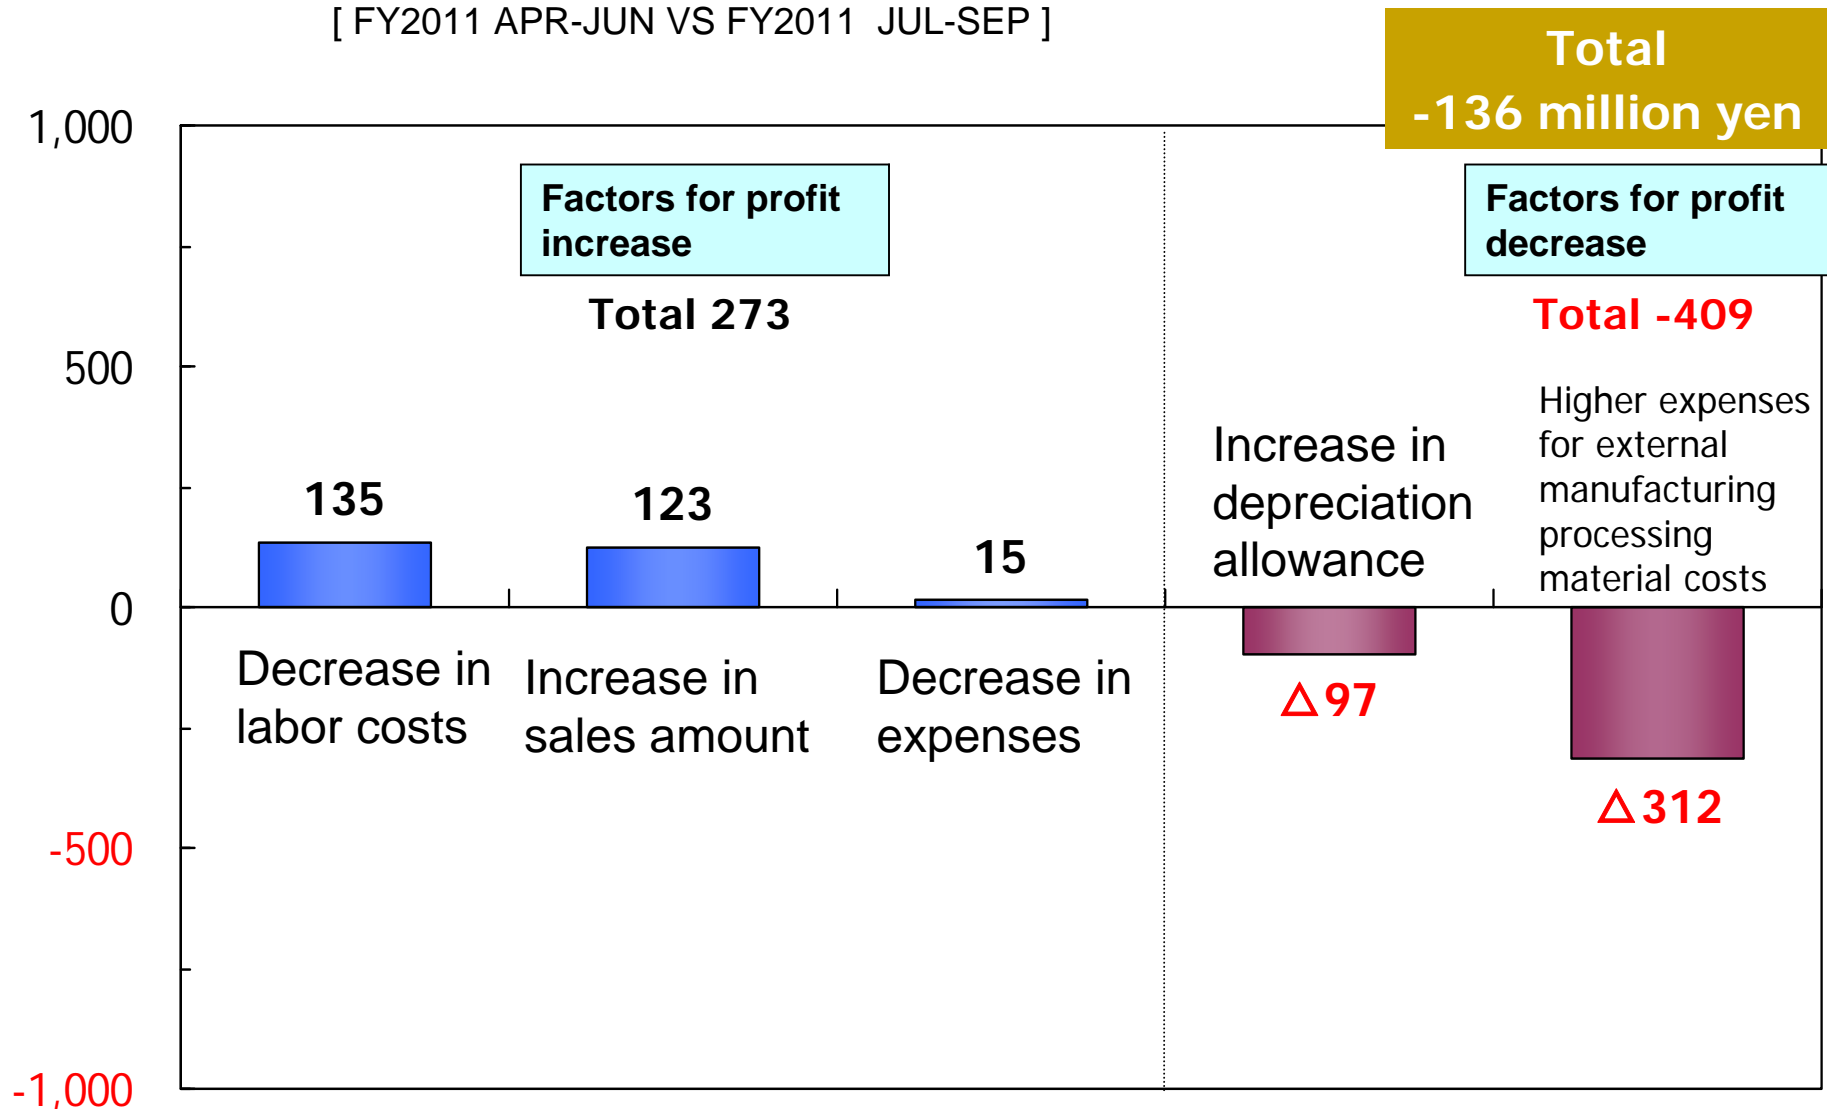 [ FY2011 APR-JUN VS FY2011 JUL-SEP ]
Total
-136 million yen
1,000
500
0
-500
-1,000
Factors for profit
increase
Total 273
Factors for profit
decrease
Total -409
135
123
15
Increase in
depreciation
allowance
Higher expenses
for external
manufacturing
processing
material costs
Decrease in
labor costs
Increase in
sales amount
Decrease in
expenses
△97
△312